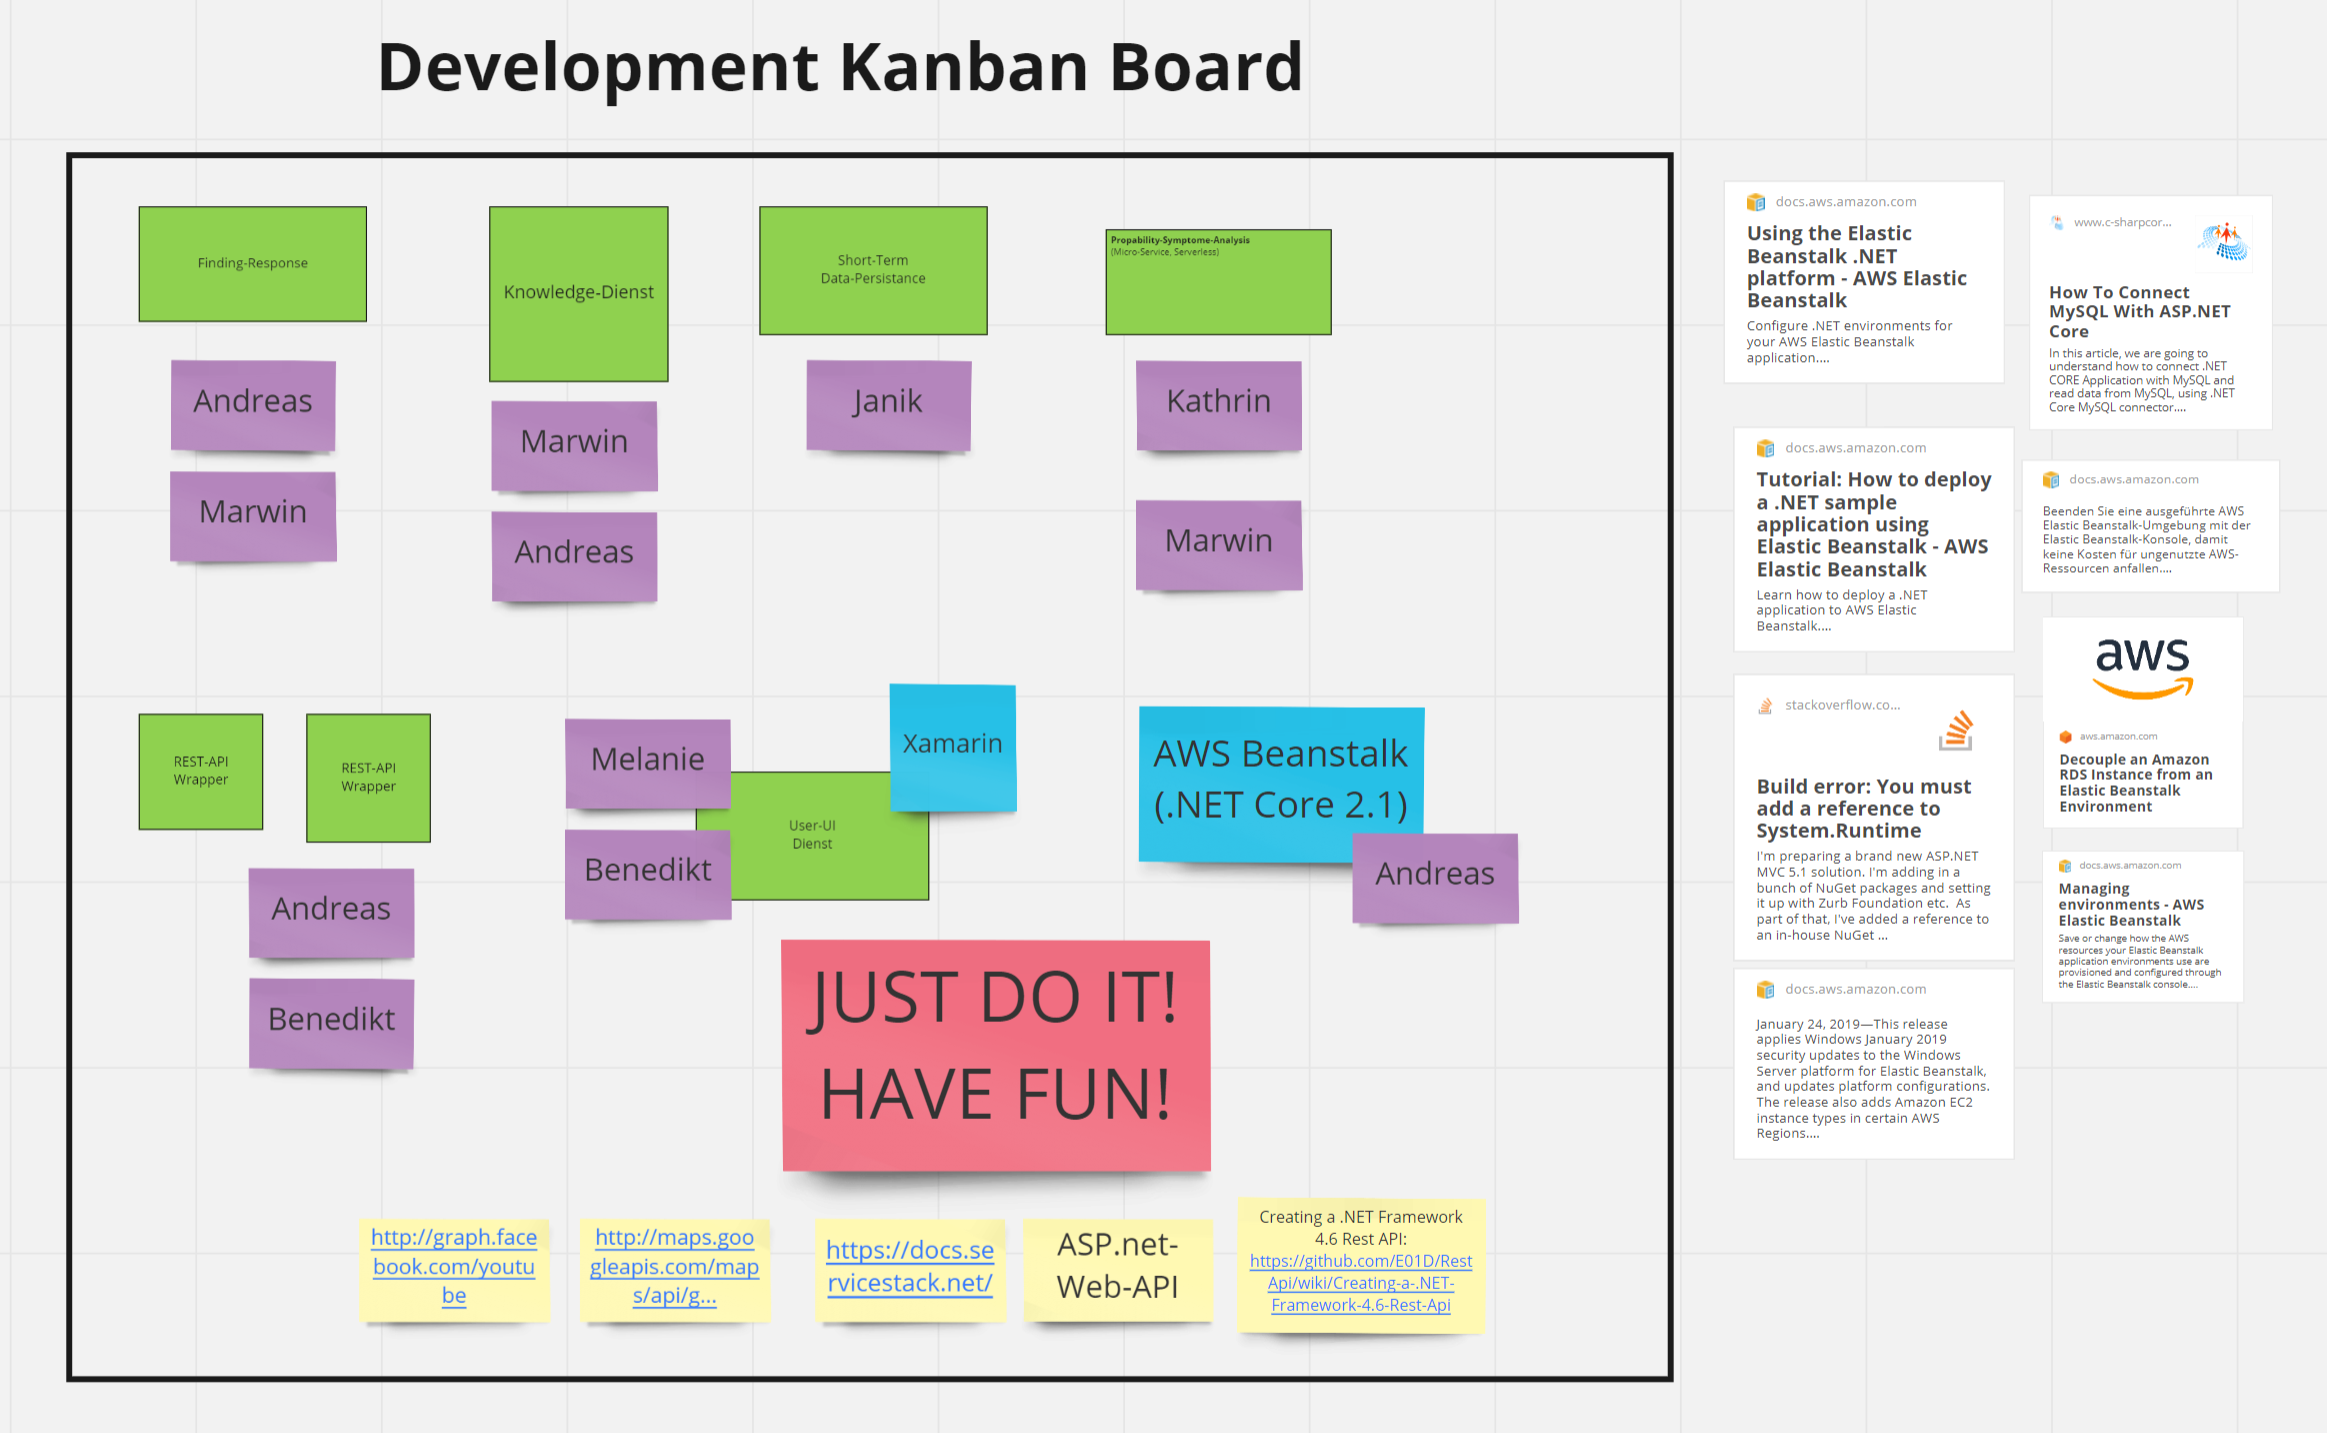 Development Kanban Board
Finding-Response
Andreas
Marwin
Knowledge-Dienst
Marwin
Andreas
Short-Term
Data-Persistance
Janik
Propability-Symptome-Analysis
(Micro-Service, Serverless)
Kathrin
Marwin
REST-API
Wrapper
REST-API
Wrapper
Andreas
Benedikt
Melanie
Benedikt
User-UI
Dienst
Xamarin
AWS Beanstalk
(.NET Core 2.1)
Andreas
JUST DO IT!
HAVE FUN!
http://graph.face
book.com/youtu
be
http://maps.goo
gleapis.com/map
s/api/g...
https://docs.se
rvicestack.net/
ASP.net-
Web-API
Creating a .NET Framework
4.6 Rest API:
https://github.com/E01D/Rest
Api/wiki/Creating-a-.NET-
Framework-4.6-Rest-Api
docs.aws.amazon.com
Using the Elastic
Beanstalk .NET
platform - AWS Elastic
Beanstalk
Configure .NET environments for
your AWS Elastic Beanstalk
application....
docs.aws.amazon.com
Tutorial: How to deploy
a .NET sample
application using
Elastic Beanstalk - AWS
Elastic Beanstalk
Learn how to deploy a .NET
application to AWS Elastic
Beanstalk....
stackoverflow.co...
Build error: You must
add a reference to
System.Runtime
I'm preparing a brand new ASP.NET
MVC 5.1 solution. I'm adding in a
bunch of NuGet packages and setting
it up with Zurb Foundation etc. As
part of that, I've added a reference to
an in-house NuGet ...
docs.aws.amazon.com
January 24, 2019—This release
applies Windows January 2019
security updates to the Windows
Server platform for Elastic Beanstalk,
and updates platform configurations.
The release also adds Amazon EC2
instance types in certain AWS
Regions....
www.c-sharpcor...
How To Connect
MySQL With ASP.NET
Core
In this article, we are going to
understand how to connect .NET
CORE Application with MySQL and
read data from MySQL, using .NET
Core MySQL connector....
docs.aws.amazon.com
Beenden Sie eine ausgeführte AWS
Elastic Beanstalk-Umgebung mit der
Elastic Beanstalk-Konsole, damit
keine Kosten für ungenutzte AWS-
Ressourcen anfallen....
aws
aws.amazon.com
Decouple an Amazon
RDS Instance from an
Elastic Beanstalk
Environment
docs.aws.amazon.com
Managing
environments - AWS
Elastic Beanstalk
Save or change how the AWS
resources your Elastic Beanstalk
application environments use are
provisioned and configured through
the Elastic Beanstalk console....